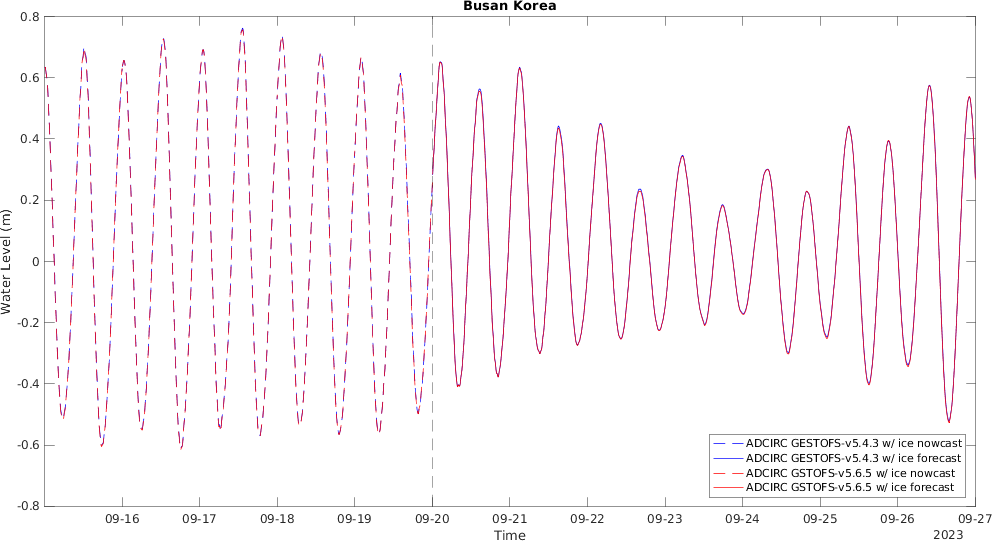 Busan Korea
Water Level (m)
0.8
0.6
0.4
0.2
0
-0.2
-0.4
-0.6
-0.8
09-16 09-17 09-18 09-19 09-20 09-21 09-22 09-23 09-24 09-25 09-26 09-27
Time
2023
ADCIRC GESTOFS-v5.4.3 w/ ice nowcast
ADCIRC GESTOFS-v5.4.3 w/ ice forecast
ADCIRC GSTOFS-v5.6.5 w/ ice nowcast
ADCIRC GSTOFS-v5.6.5 w/ ice forecast